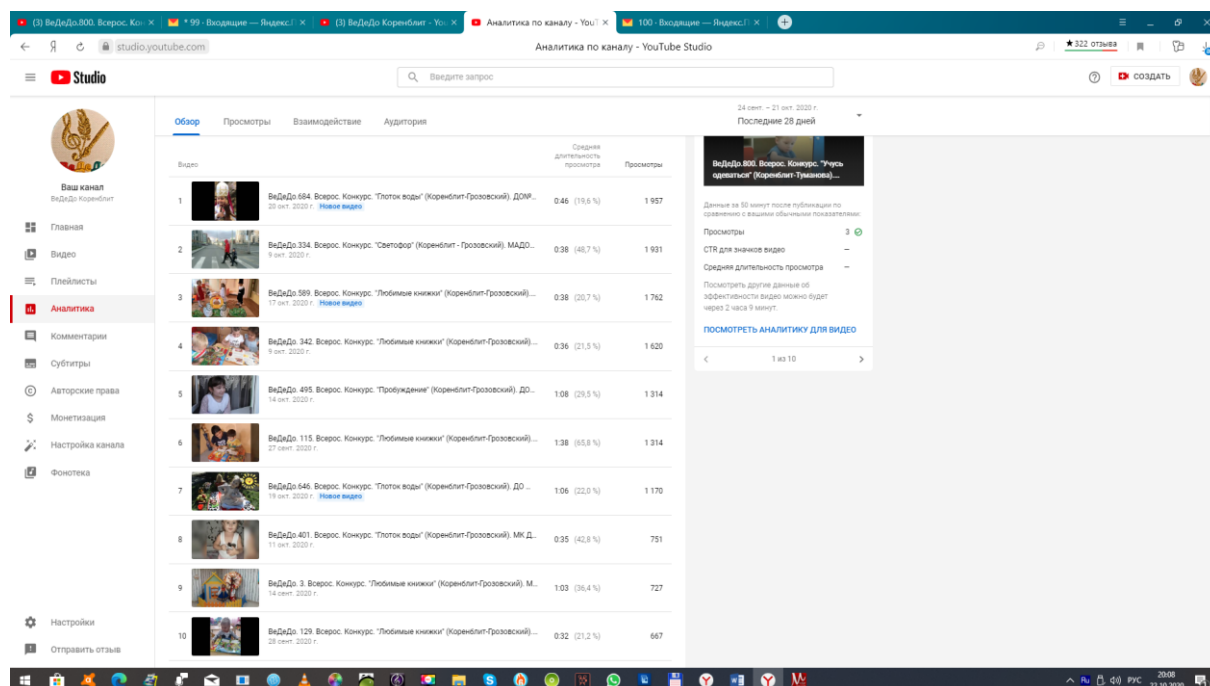 (3) ВеДеДо.800. Всерос. Кон
* 99 · Входящие — Яндекс.П
(3) ВеДеДо Коренблит - You
Аналитика по каналу - YouT
100 · Входящие — Яндекс.П
studio.youtube.com
Аналитика по каналу - YouTube Studio
★322 отзыва
Studio
Введите запрос
СОЗДАТЬ
Ваш канал
ВеДеДо Коренблит
Главная
Видео
Плейлисты
Аналитика
Комментарии
Субтитры
Авторские права
Монетизация
Настройка канала
Фонотека
Настройки
Отправить отзыв
Обзор Просмотры Взаимодействие Аудитория
24 сент. – 21 окт. 2020 г.
Последние 28 дней
Видео Средняя длительность просмотра Просмотры
1 ВеДеДо.684. Всерос. Конкурс. "Глоток воды" (Коренблит-Грозовский). ДО№... 0:46 (19,6 %) 1 957
20 окт. 2020 г. Новое видео
2 ВеДеДо.334. Всерос. Конкурс. "Светофор" (Коренблит - Грозовский). МАДО... 0:38 (48,7 %) 1 931
9 окт. 2020 г.
3 ВеДеДо.589. Всерос. Конкурс. "Любимые книжки" (Коренблит-Грозовский).... 0:38 (20,7 %) 1 762
17 окт. 2020 г. Новое видео
4 ВеДеДо. 342. Всерос. Конкурс. "Любимые книжки" (Коренблит-Грозовский).... 0:36 (21,5 %) 1 620
9 окт. 2020 г.
5 ВеДеДо. 495. Всерос. Конкурс. "Пробуждение" (Коренблит-Грозовский). ДО... 1:08 (29,5 %) 1 314
14 окт. 2020 г.
6 ВеДеДо. 115. Всерос. Конкурс. "Любимые книжки" (Коренблит-Грозовский).... 1:38 (65,8 %) 1 314
27 сент. 2020 г.
7 ВеДеДо.646. Всерос. Конкурс. "Глоток воды" (Коренблит-Грозовский). ДО ... 1:06 (22,0 %) 1 170
19 окт. 2020 г. Новое видео
8 ВеДеДо.401. Всерос. Конкурс. "Глоток воды" (Коренблит-Грозовский). МК Д... 0:35 (42,8 %) 751
11 окт. 2020 г.
9 ВеДеДо. 3. Всерос. Конкурс. "Любимые книжки" (Коренблит-Грозовский). М... 1:03 (36,4 %) 727
14 сент. 2020 г.
10 ВеДеДо. 129. Всерос. Конкурс. "Любимые книжки" (Коренблит-Грозовский).... 0:32 (21,2 %) 667
28 сент. 2020 г.
ВеДеДо.800. Всерос. Конкурс. "Учусь
одеваться" (Коренблит-Туманова)....
Данные за 50 минут после публикации по
сравнению с вашими обычными показателями:
Просмотры 3
CTR для значков видео –
Средняя длительность просмотра –
Посмотреть другие данные об
эффективности видео можно будет
через 2 часа 9 минут.
ПОСМОТРЕТЬ АНАЛИТИКУ ДЛЯ ВИДЕО
1 из 10
Ru РУС 20:08
22.10.2020